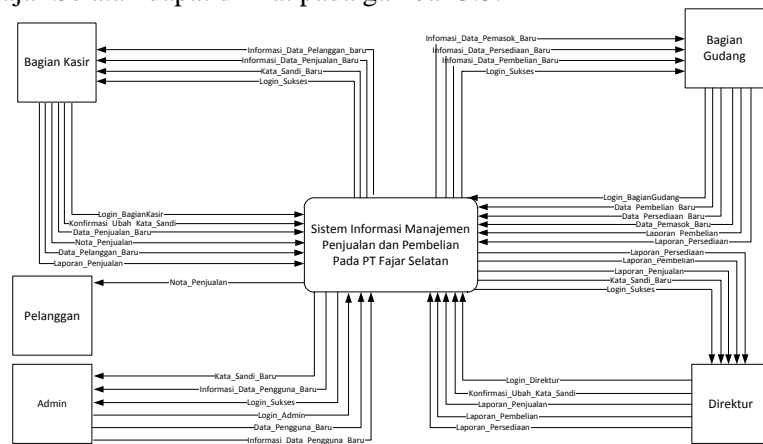 Bagian Kasir
Informasi_Data_Pelanggan_baru
Informasi_Data_Penjualan_Baru
Kata_Sandi_Baru
Login_Sukses
Infomasi_Data_Pemasok_Baru
Infomasi_Data_Persediaan_Baru
Infomasi_Data_Pembelian_Baru
Login_Sukses
Bagian
Gudang
Login_BagianKasir
Konfirmasi_Ubah_Kata_Sandi
Data_Penjualan_Baru
Nota_Penjualan
Data_Pelanggan_Baru
Laporan_Penjualan
Sistem Informasi Manajemen
Penjualan dan Pembelian
Pada PT Fajar Selatan
Login_BagianGudang
Data_Pembelian_Baru
Data_Persediaan_Baru
Data_Pemasok_Baru
Laporan_Pembelian
Laporan_Persediaan
Laporan_Persediaan
Laporan_Pembelian
Laporan_Penjualan
Kata_Sandi_Baru
Login_Sukses
Pelanggan
Nota_Penjualan
Admin
Kata_Sandi_Baru
Informasi_Data_Pengguna_Baru
Login_Sukses
Login_Admin
Data_Pengguna_Baru
Informasi_Data_Pengguna_Baru
Login_Direktur
Konfirmasi_Ubah_Kata_Sandi
Laporan_Penjualan
Laporan_Pembelian
Laporan_Persediaan
Direktur